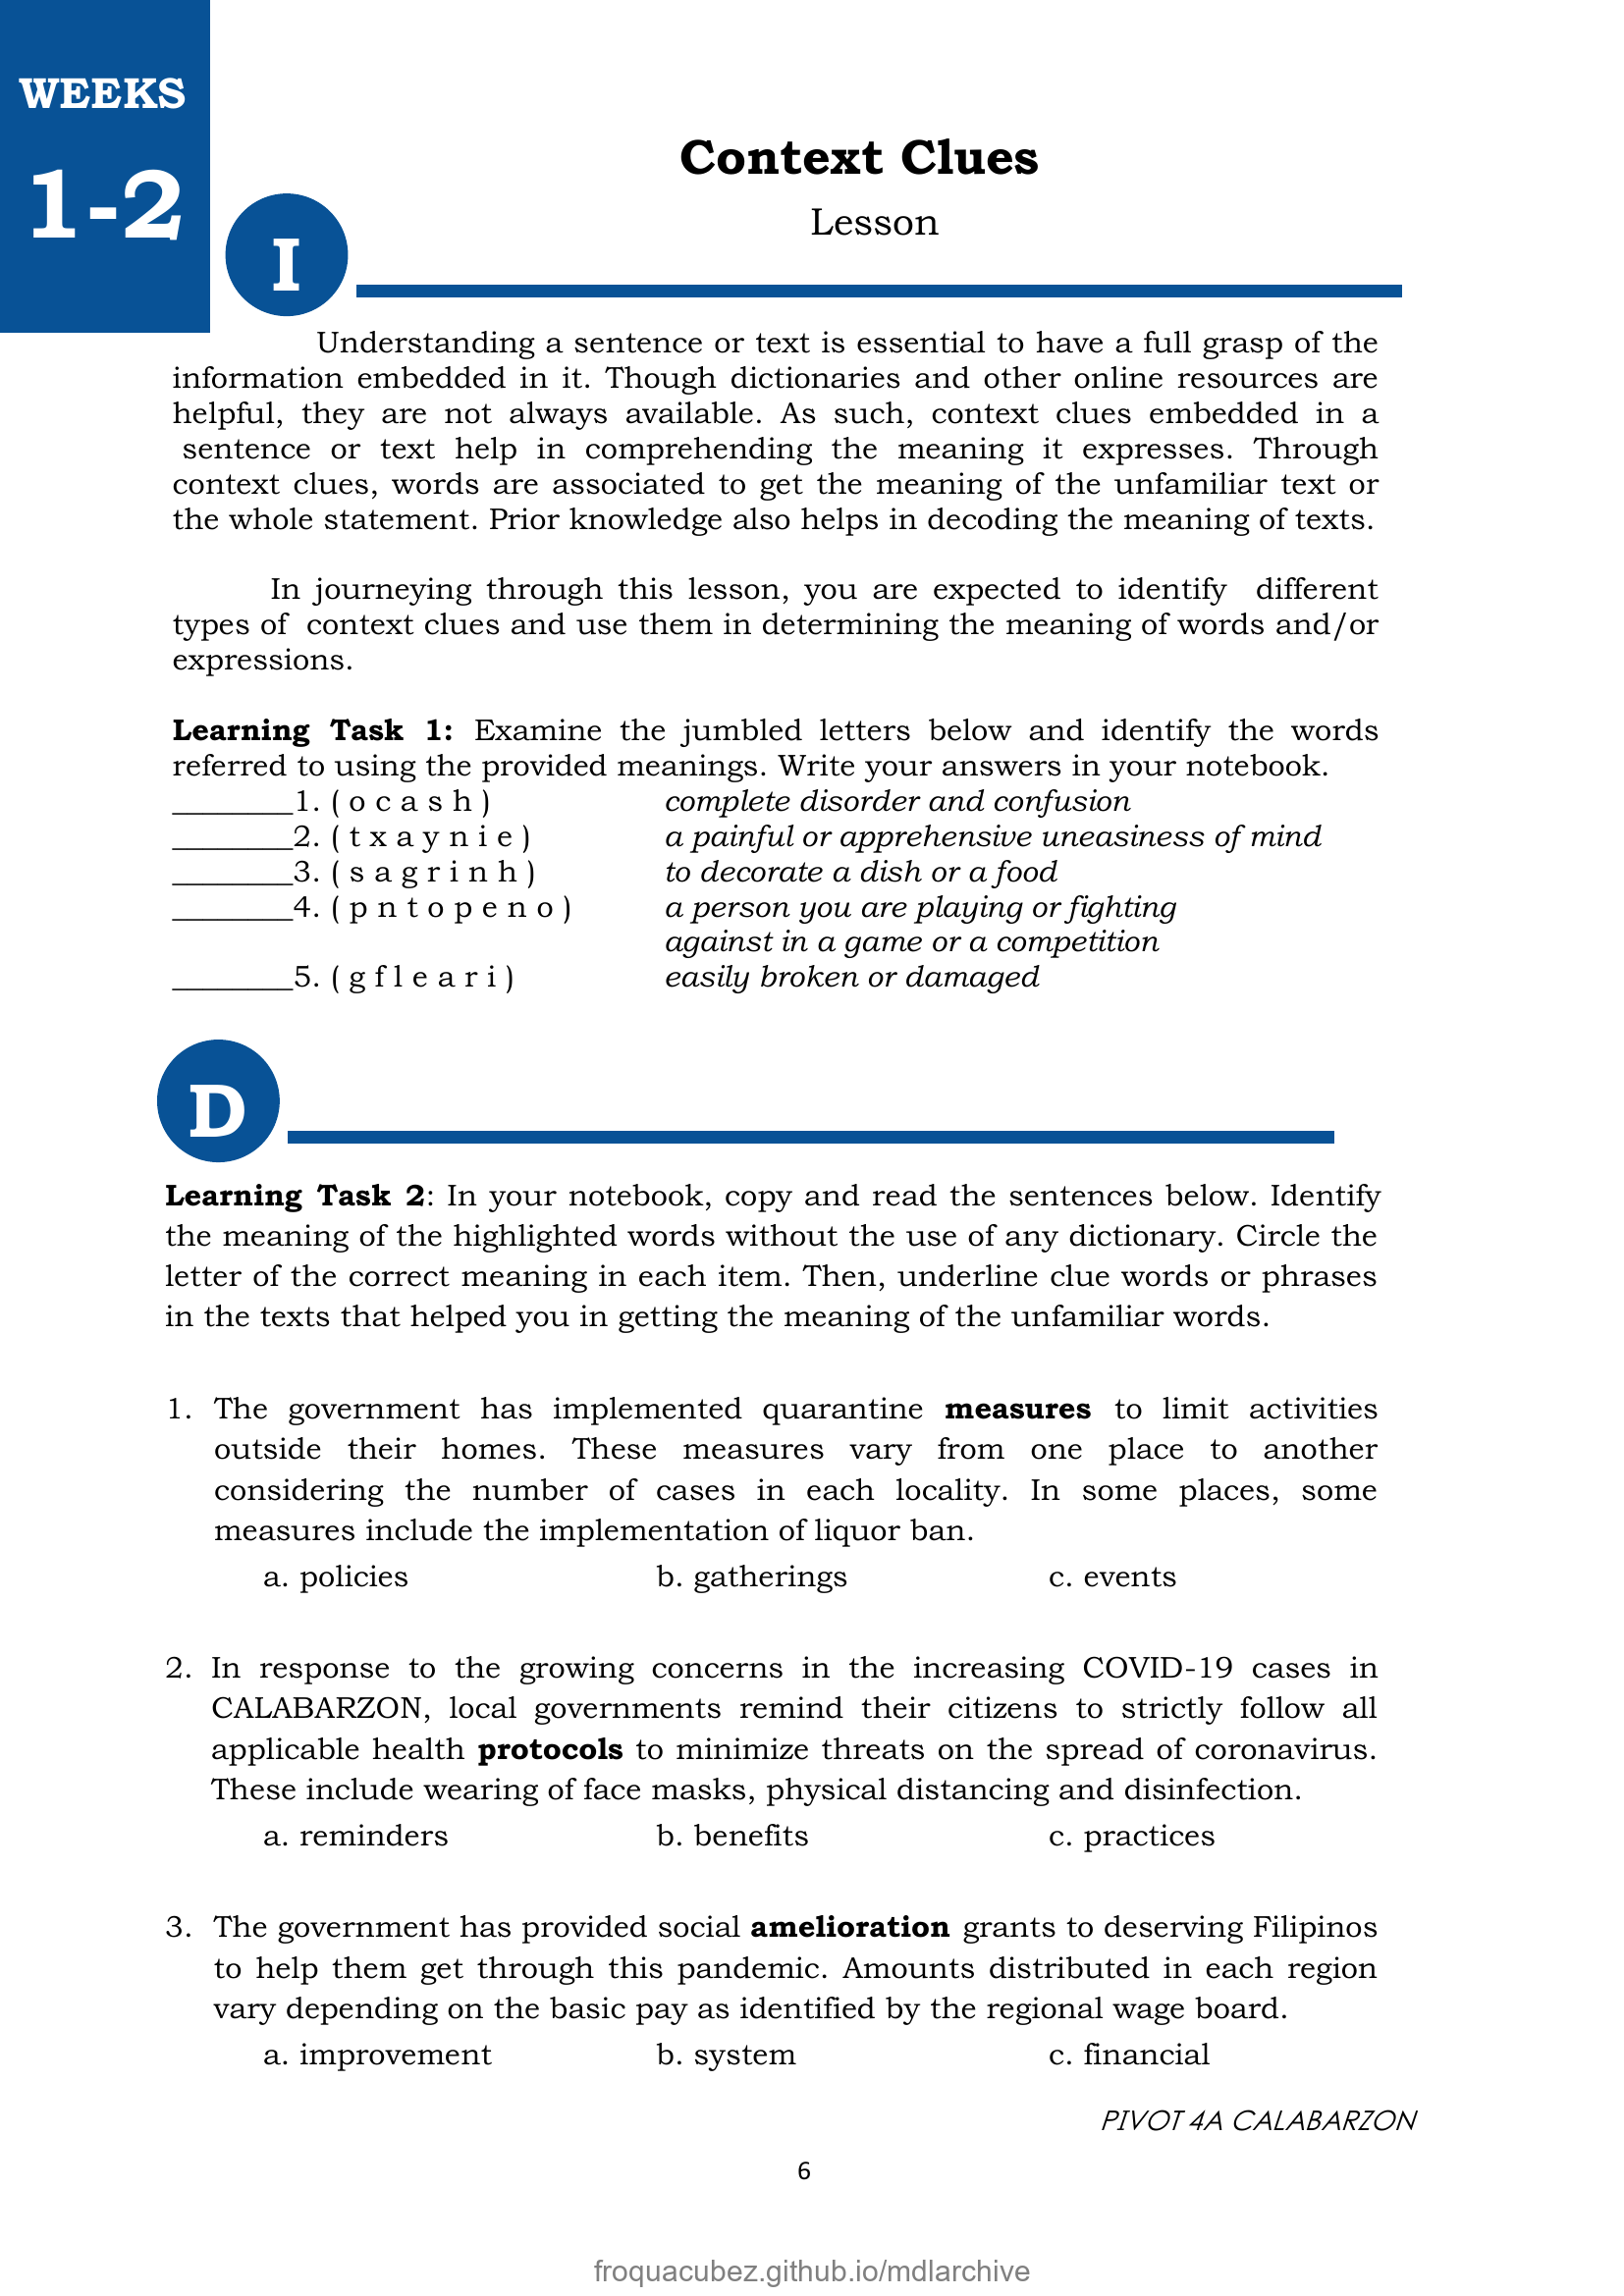 WEEKS
1-2
Context Clues
Lesson
I
Understanding a sentence or text is essential to have a full grasp of the
information embedded in it. Though dictionaries and other online resources are
helpful, they are not always available. As such, context clues embedded in a
sentence or text help in comprehending the meaning it expresses. Through
context clues, words are associated to get the meaning of the unfamiliar text or
the whole statement. Prior knowledge also helps in decoding the meaning of texts.
In journeying through this lesson, you are expected to identify different
types of context clues and use them in determining the meaning of words and/or
expressions.
Learning Task 1: Examine the jumbled letters below and identify the words
referred to using the provided meanings. Write your answers in your notebook.
________1. ( o c a s h ) complete disorder and confusion
________2. ( t x a y n i e ) a painful or apprehensive uneasiness of mind
________3. ( s a g r i n h ) to decorate a dish or a food
________4. ( p n t o p e n o ) a person you are playing or fighting
against in a game or a competition
________5. ( g f l e a r i ) easily broken or damaged
D
Learning Task 2: In your notebook, copy and read the sentences below. Identify
the meaning of the highlighted words without the use of any dictionary. Circle the
letter of the correct meaning in each item. Then, underline clue words or phrases
in the texts that helped you in getting the meaning of the unfamiliar words.
1. The government has implemented quarantine measures to limit activities
outside their homes. These measures vary from one place to another
considering the number of cases in each locality. In some places, some
measures include the implementation of liquor ban.
a. policies b. gatherings c. events
2. In response to the growing concerns in the increasing COVID-19 cases in
CALABARZON, local governments remind their citizens to strictly follow all
applicable health protocols to minimize threats on the spread of coronavirus.
These include wearing of face masks, physical distancing and disinfection.
a. reminders b. benefits c. practices
3. The government has provided social amelioration grants to deserving Filipinos
to help them get through this pandemic. Amounts distributed in each region
vary depending on the basic pay as identified by the regional wage board.
a. improvement b. system c. financial
PIVOT 4A CALABARZON
6
froquacubez.github.io/mdlarchive